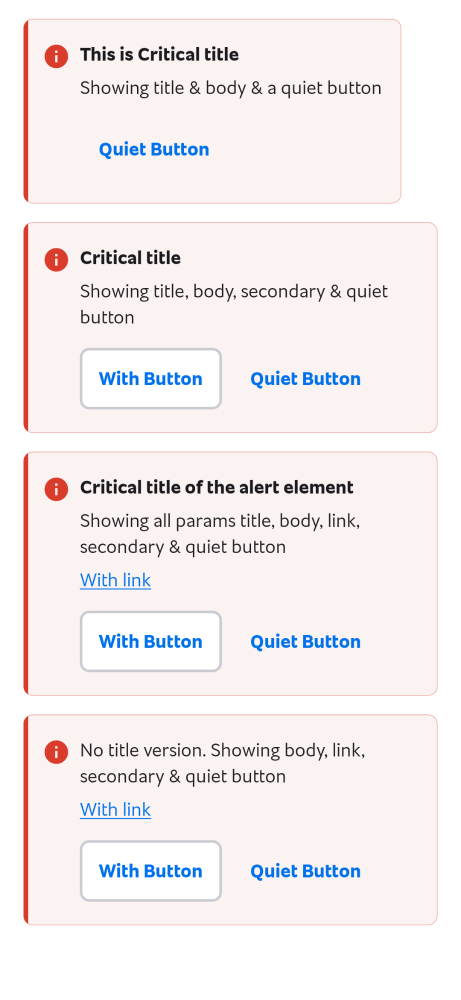 This is Critical title
Showing title & body & a quiet button
Quiet Button
Critical title
Showing title, body, secondary & quiet
button
With Button
Quiet Button
Critical title of the alert element
Showing all params title, body, link,
secondary & quiet button
With link
With Button
Quiet Button
No title version. Showing body, link,
secondary & quiet button
With link
With Button
Quiet Button